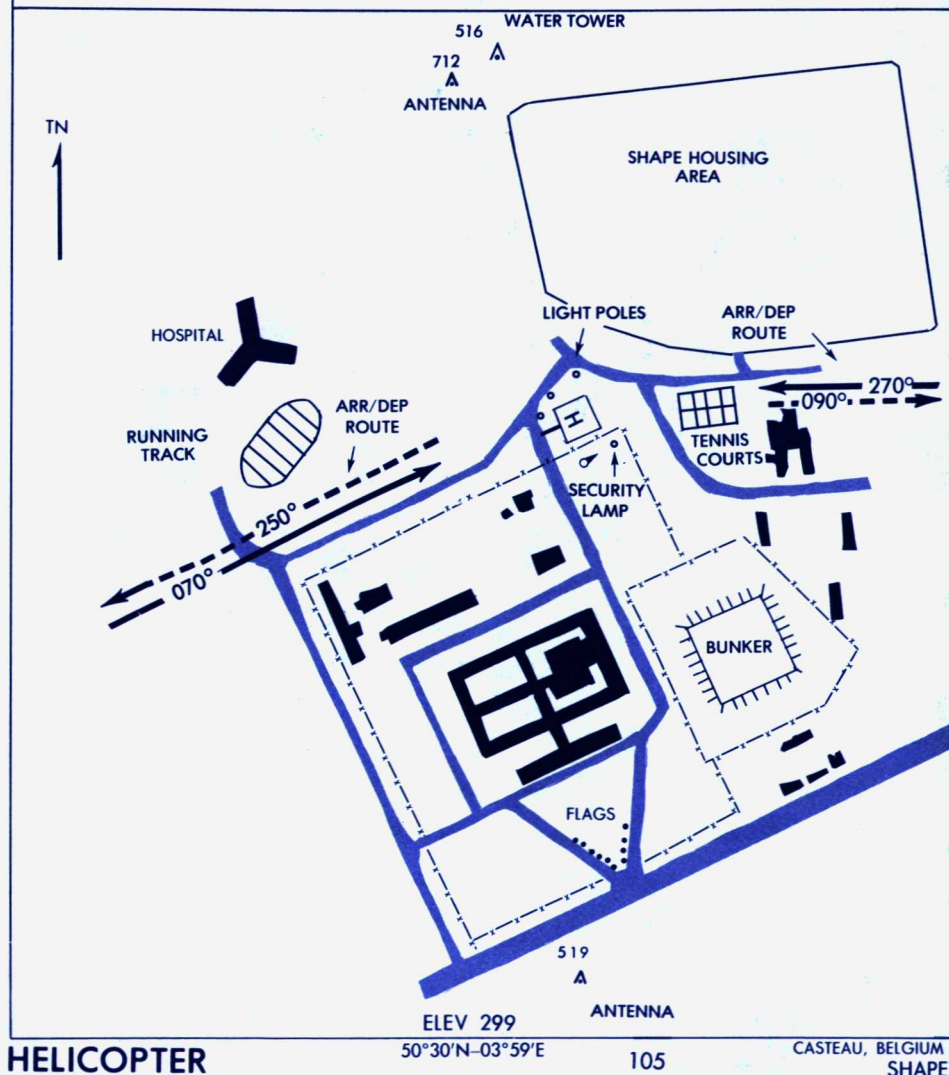 WATER TOWER
516
712
ANTENNA
TN
SHAPE HOUSING
AREA
LIGHT POLES
ARR/DEP
ROUTE
HOSPITAL
270°
090°
H
ARR/DEP
ROUTE
RUNNING
TRACK
TENNIS
COURTS
SECURITY
LAMP
250°
070°
BUNKER
FLAGS
519
ANTENNA
ELEV 299
50°30'N–03°59'E
HELICOPTER
105
CASTEAU, BELGIUM
SHAPE